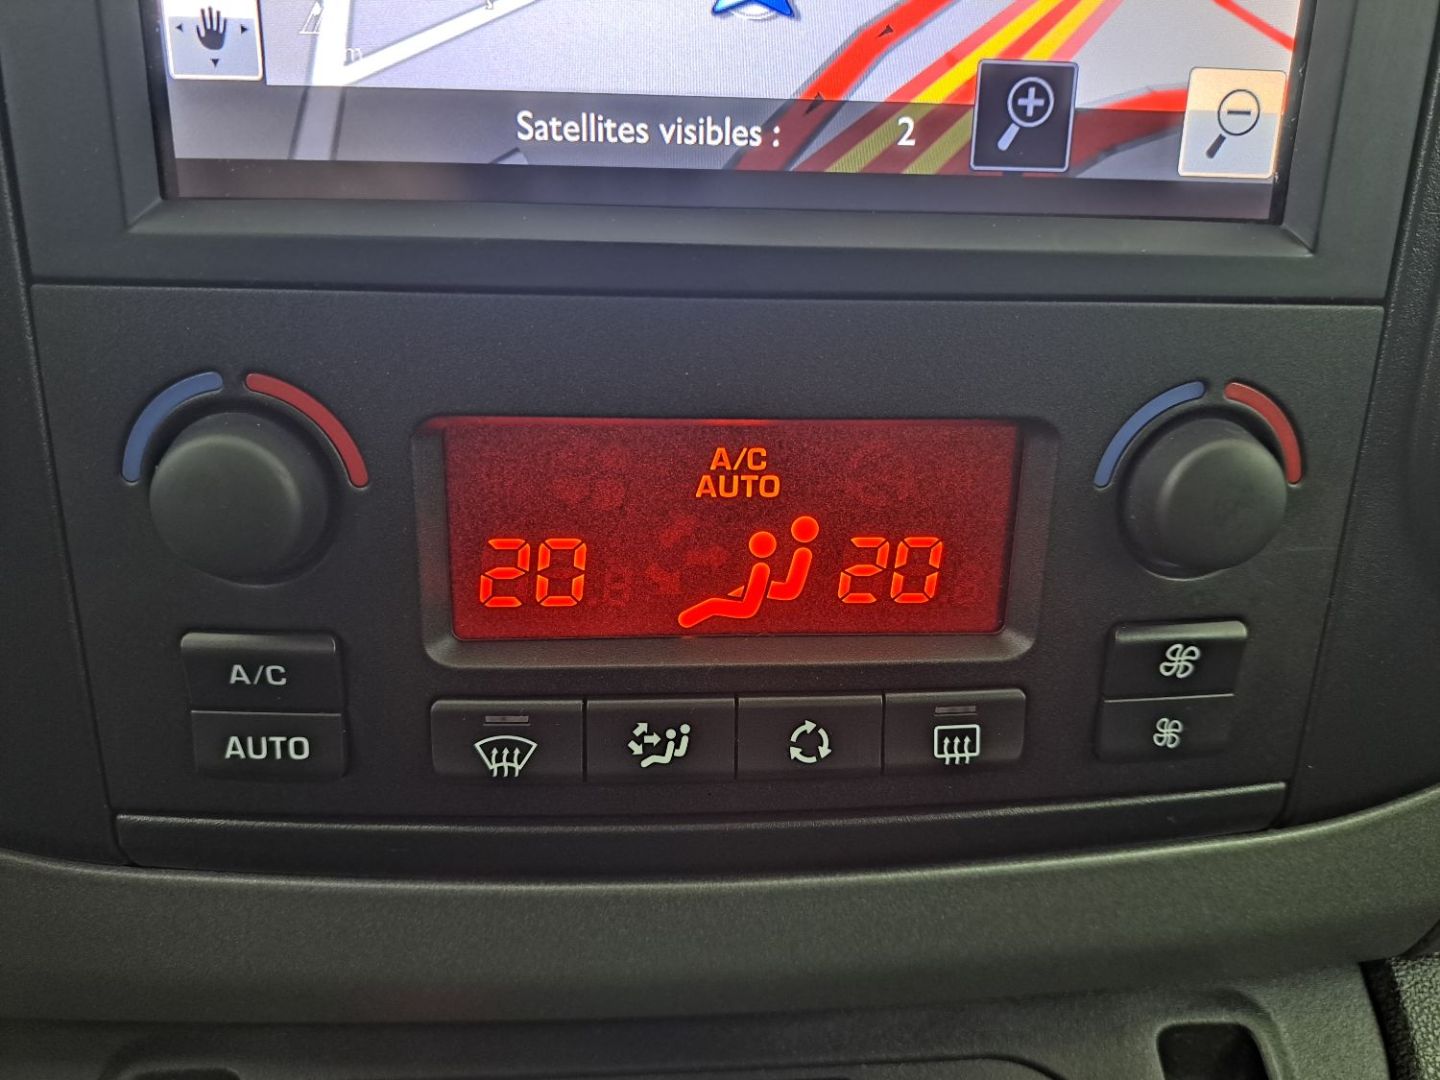 Satellites visibles : 2
A/C
AUTO
20 20
A/C
AUTO